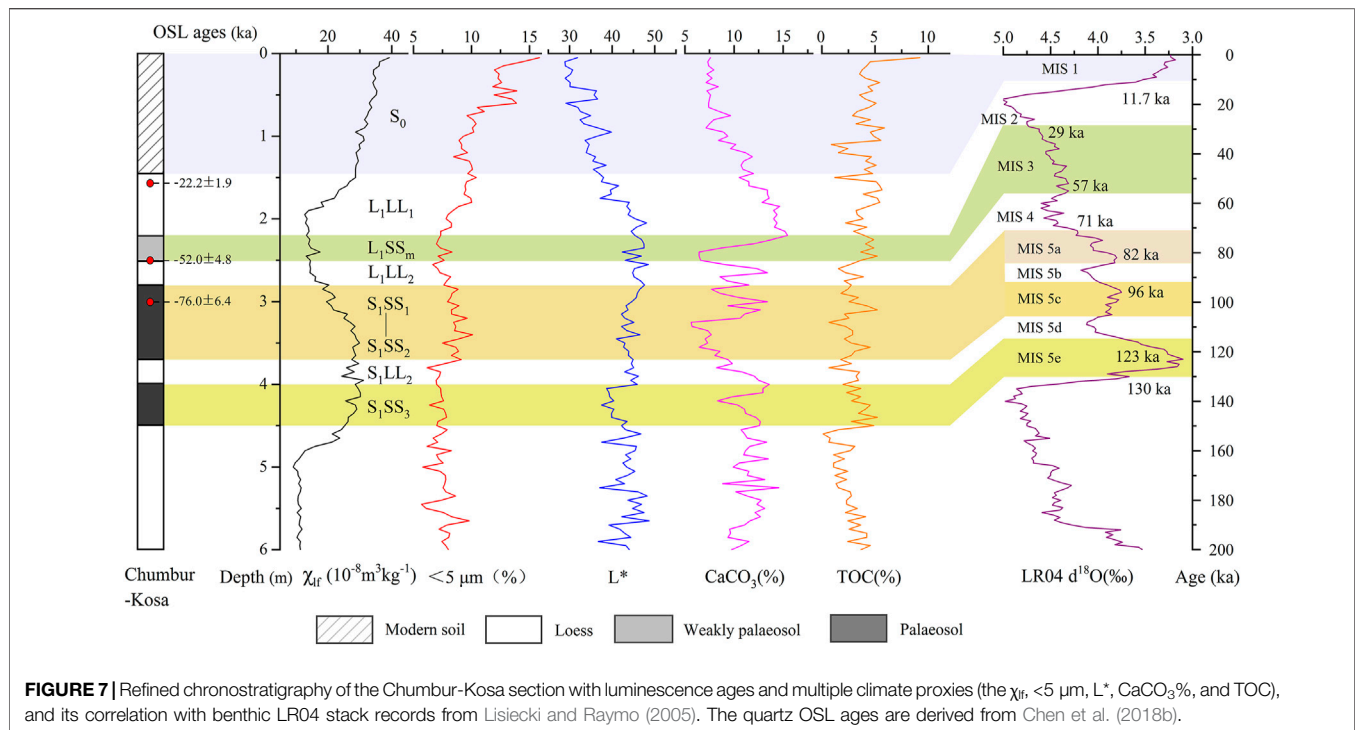 OSL ages (ka)
20 40
5 10 15
30 40 50
5 10 15
0 5 10
5.0 4.5 4.0 3.5 3.0
0
1
2
3
4
5
6
-22.2±1.9
-52.0±4.8
-76.0±6.4
S₀
L₁LL₁
L₁SSₘ
L₁LL₂
S₁SS₁
S₁SS₂
S₁LL₂
S₁SS₃
MIS 1
11.7 ka
MIS 2
29 ka
MIS 3
57 ka
MIS 4
71 ka
MIS 5a
82 ka
MIS 5b
96 ka
MIS 5c
MIS 5d
MIS 5e
123 ka
130 ka
0
20
40
60
80
100
120
140
160
180
200
Chumbur
-Kosa
Depth (m)
χlf (10⁻⁸m³kg⁻¹)
<5 μm (%)
L*
CaCO₃(%)
TOC(%)
LR04 d¹⁸O(‰)
Age (ka)
Modern soil
Loess
Weakly palaeosol
Palaeosol
FIGURE 7 | Refined chronostratigraphy of the Chumbur-Kosa section with luminescence ages and multiple climate proxies (the χlf, <5 μm, L*, CaCO₃%, and TOC),
and its correlation with benthic LR04 stack records from Lisiecki and Raymo (2005). The quartz OSL ages are derived from Chen et al. (2018b).